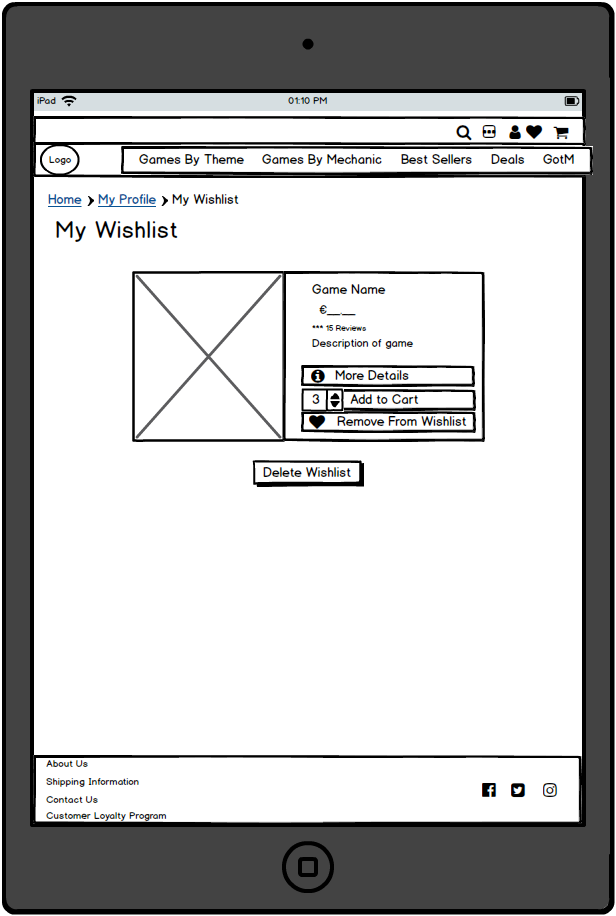 iPad 01:10 PM
Logo Games By Theme Games By Mechanic Best Sellers Deals GotM
Home My Profile My Wishlist
My Wishlist
Game Name
€__.__
*** 15 Reviews
Description of game
More Details
3 Add to Cart
Remove From Wishlist
Delete Wishlist
About Us
Shipping Information
Contact Us
Customer Loyalty Program